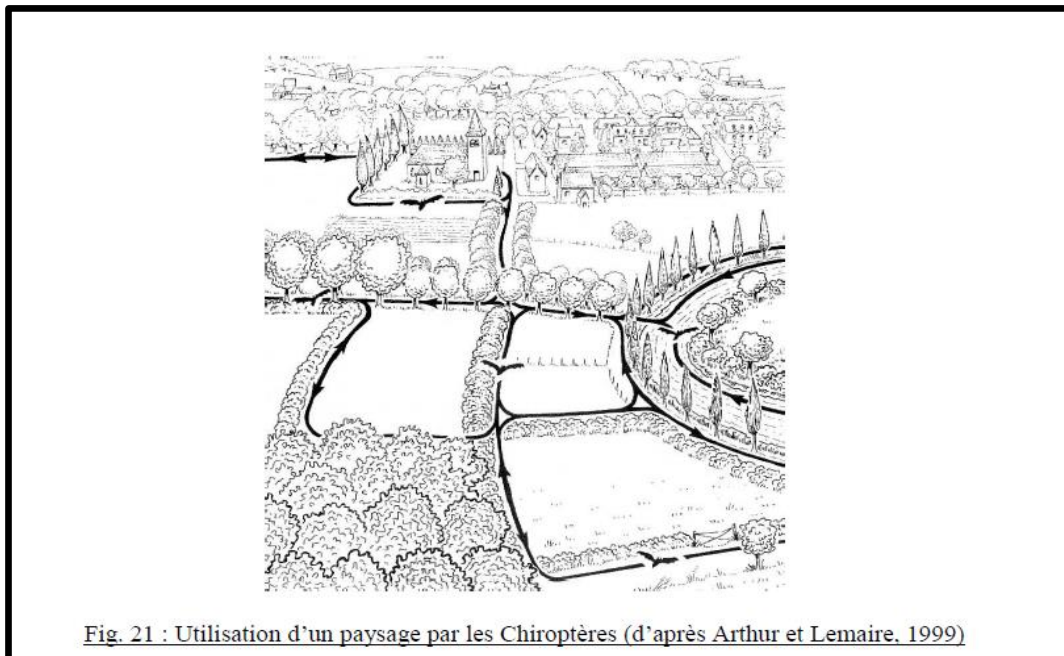 Fig. 21 : Utilisation d'un paysage par les Chiroptères (d'après Arthur et Lemaire, 1999)